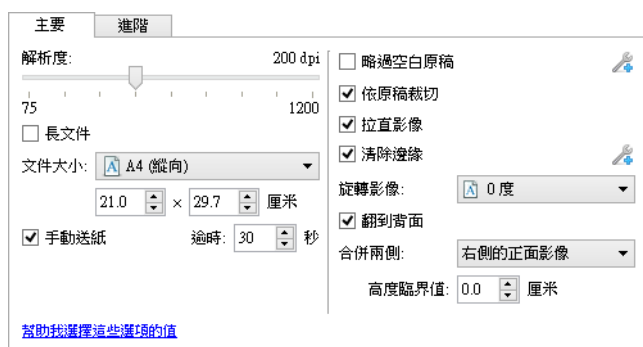 主要
進階
解析度: 200 dpi
75 1200
長文件
文件大小: A4 (縱向)
21.0 × 29.7 厘米
手動送紙 逾時: 30 秒
幫助我選擇這些選項的值
略過空白原稿
依原稿裁切
拉直影像
清除邊緣
旋轉影像: 0 度
翻到背面
合併兩側: 右側的正面影像
高度臨界值: 0.0 厘米